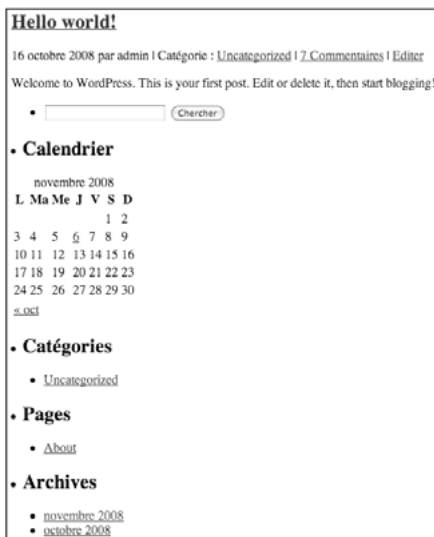 Hello world!
16 octobre 2008 par admin | Catégorie : Uncategorized | 7 Commentaires | Editer
Welcome to WordPress. This is your first post. Edit or delete it, then start blogging!
Chercher
Calendrier
novembre 2008
L Ma Me J V S D
1 2
3 4 5 6 7 8 9
10 11 12 13 14 15 16
17 18 19 20 21 22 23
24 25 26 27 28 29 30
« oct
Catégories
Uncategorized
Pages
About
Archives
novembre 2008
octobre 2008